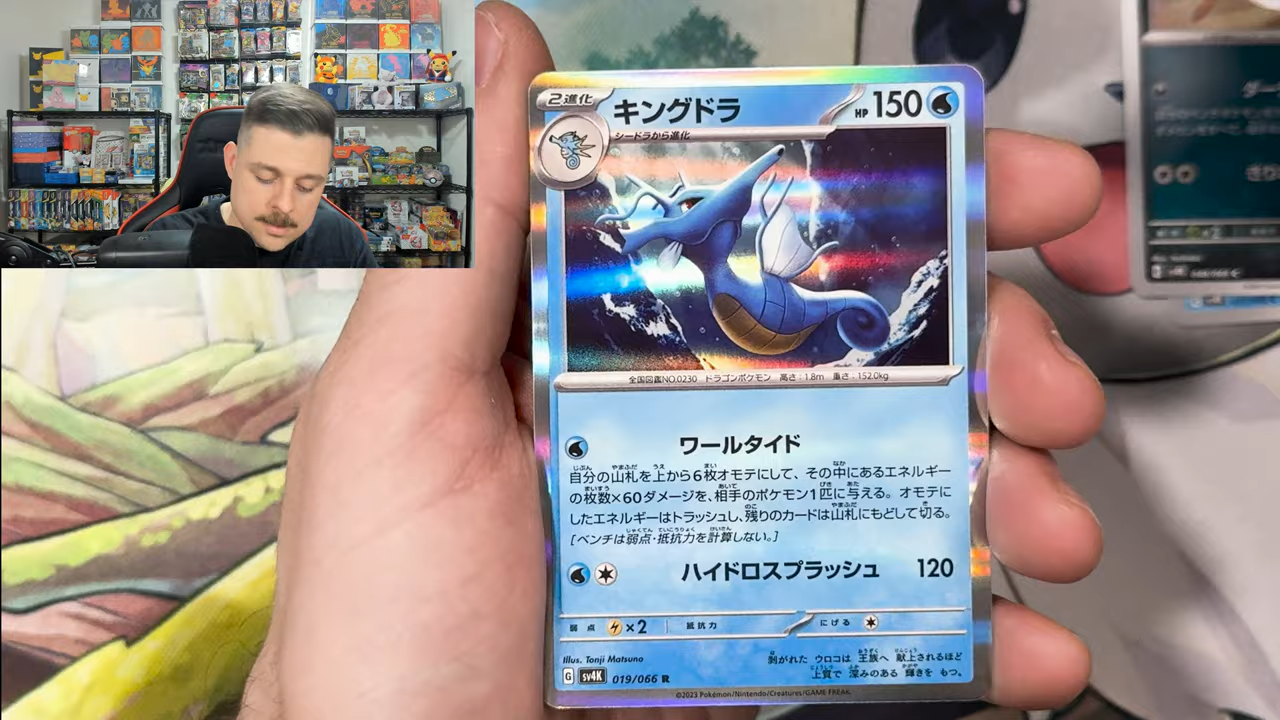 2進化
キングドラ
HP 150
シードラから進化
全国図鑑NO.0230 ドラゴンポケモン 高さ:1.8m 重さ:152.0kg
ワールタイド
自分の山札を上から6枚オモテにして、その中にあるエネルギー
の枚数×60ダメージを、相手のポケモン1匹に与える。オモテに
したエネルギーはトラッシュし、残りのカードは山札にもどして切る。
[ベンチは弱点・抵抗力を計算しない。]
ハイドロスプラッシュ 120
弱点 ×2 抵抗力 にげる
Illus. Tonji Matsuno
剥がれた ウロコは 王族へ 献上されるほど
上質で 深みのある 輝きを もつ。
G sv4K 019/066 R
©2023 Pokémon/Nintendo/Creatures/GAME FREAK